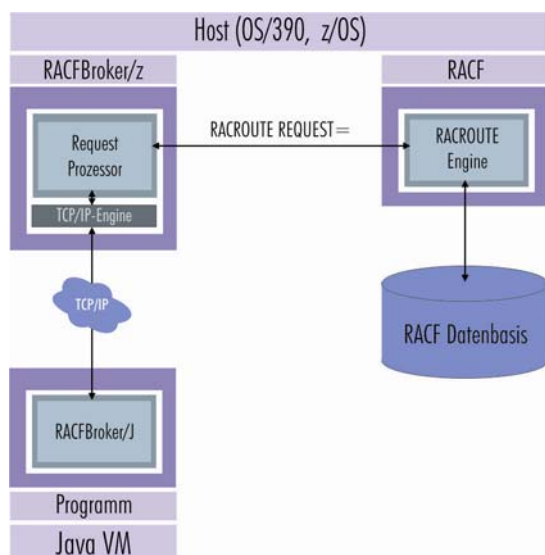 Host (OS/390, z/OS)
RACFBroker/z
RACF
Request
Prozessor
RACROUTE REQUEST=
RACROUTE
Engine
TCP/IP-Engine
TCP/IP
RACF Datenbasis
RACFBroker/J
Programm
Java VM